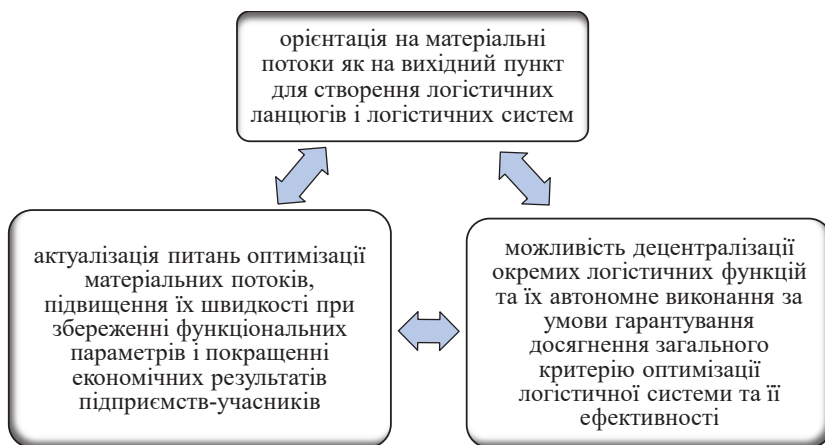 орієнтація на матеріальні
потоки як на вихідний пункт
для створення логістичних
ланцюгів і логістичних систем
актуалізація питань оптимізації
матеріальних потоків,
підвищення їх швидкості при
збереженні функціональних
параметрів і покращенні
економічних результатів
підприємств-учасників
можливість децентралізації
окремих логістичних функцій
та їх автономне виконання за
умови гарантування
досягнення загального
критерію оптимізації
логістичної системи та її
ефективності